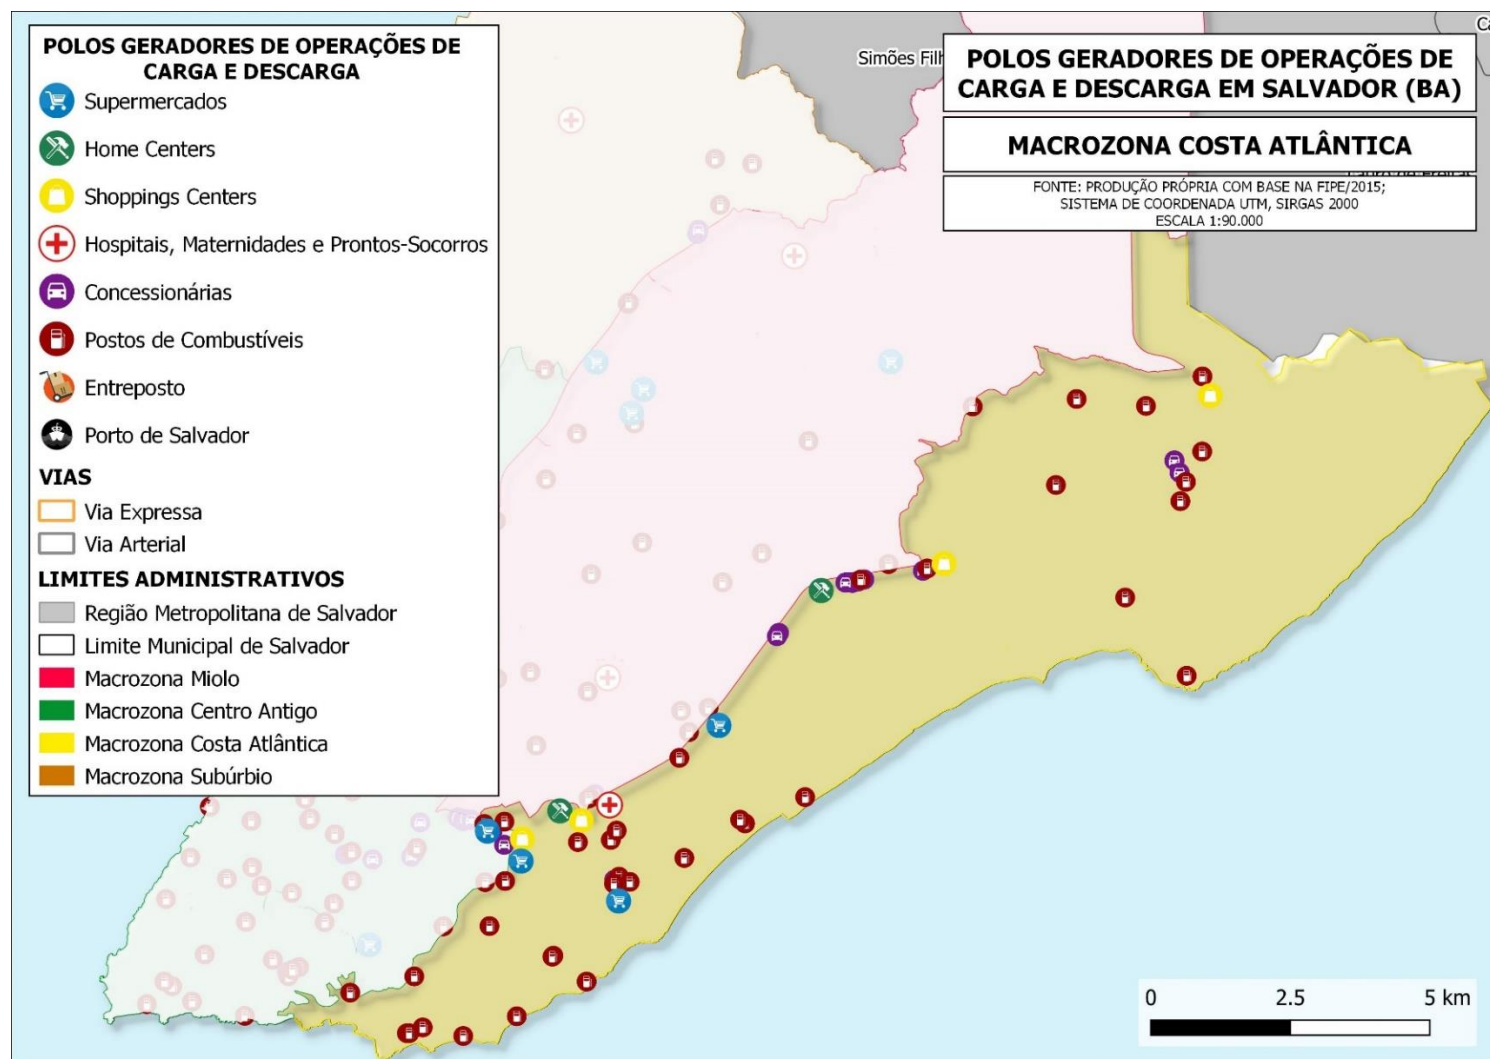 POLOS GERADORES DE OPERAÇÕES DE
CARGA E DESCARGA
Supermercados
Home Centers
Shoppings Centers
Hospitais, Maternidades e Prontos-Socorros
Concessionárias
Postos de Combustíveis
Entreposto
Porto de Salvador
VIAS
Via Expressa
Via Arterial
LIMITES ADMINISTRATIVOS
Região Metropolitana de Salvador
Limite Municipal de Salvador
Macrozona Miolo
Macrozona Centro Antigo
Macrozona Costa Atlântica
Macrozona Subúrbio
Simões Filh
Ca
POLOS GERADORES DE OPERAÇÕES DE
CARGA E DESCARGA EM SALVADOR (BA)
MACROZONA COSTA ATLÂNTICA
FONTE: PRODUÇÃO PRÓPRIA COM BASE NA FIPE/2015;
SISTEMA DE COORDENADA UTM, SIRGAS 2000
ESCALA 1:90.000
0 2.5 5 km